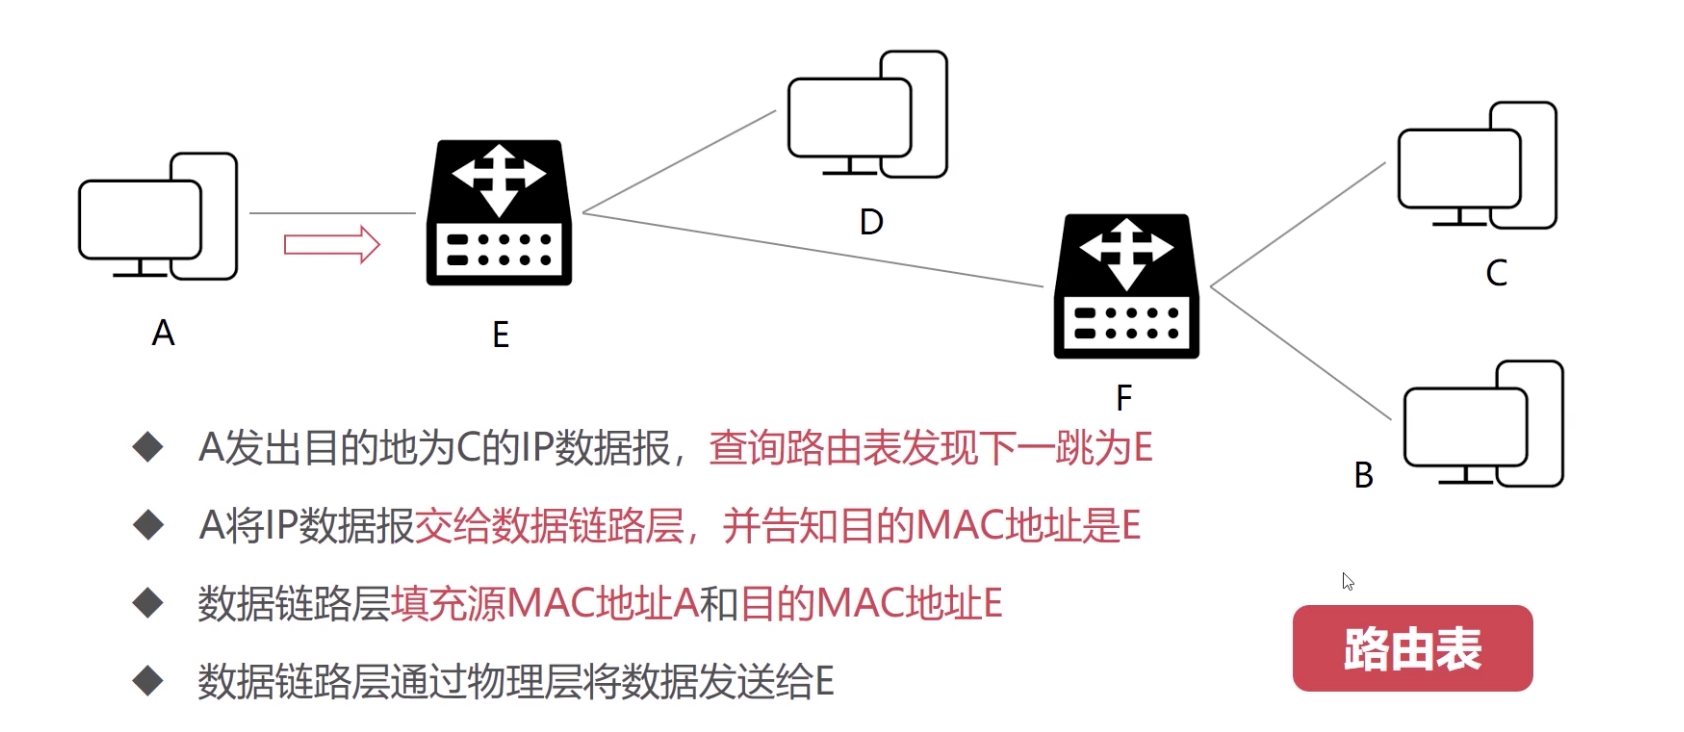 D
C
A
E
F
B
◆ A发出目的地为C的IP数据报，查询路由表发现下一跳为E
◆ A将IP数据报交给数据链路层，并告知目的MAC地址是E
◆ 数据链路层填充源MAC地址A和目的MAC地址E
◆ 数据链路层通过物理层将数据发送给E
路由表